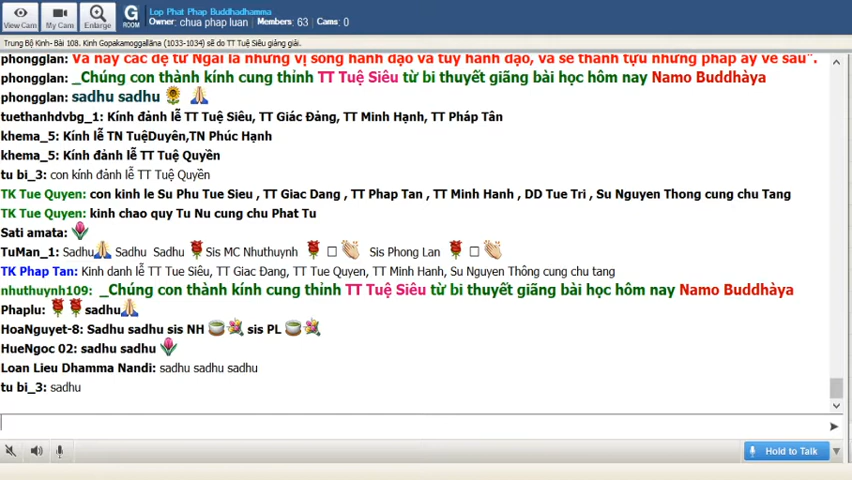 Lop Phat Phap Buddhadhamma
View Cam My Cam Enlarge G ROOM Owner: chua phap luan Members: 63 Cams: 0
Trung Bộ Kinh- Bài 108. Kinh Gopakamoggallàna (1033-1034) sẽ do TT Tuệ Siêu giảng giải.
phongglan: Và nay các đệ tử Ngài là những vị sống hành đạo và tùy hành đạo, và sẽ thành tựu những pháp ấy về sau".
phongglan: _Chúng con thành kính cung thỉnh TT Tuệ Siêu từ bi thuyết giãng bài học hôm nay Namo Buddhàya
phongglan: sadhu sadhu
tuethanhdvbg_1: Kính đảnh lễ TT Tuệ Siêu, TT Giác Đảng, TT Minh Hạnh, TT Pháp Tân
khema_5: Kính lễ TN TuệDuyên,TN Phúc Hạnh
khema_5: Kính đảnh lễ TT Tuệ Quyền
tu bi_3: con kính đảnh lễ TT Tuệ Quyền
TK Tue Quyen: con kinh le Su Phu Tue Sieu , TT Giac Dang , TT Phap Tan , TT Minh Hanh , DD Tue Tri , Su Nguyen Thong cung chu Tang
TK Tue Quyen: kinh chao quy Tu Nu cung chu Phat Tu
Sati amata:
TuMan_1: Sadhu Sadhu Sadhu Sis MC Nhuthuynh Sis Phong Lan
TK Phap Tan: Kinh danh lễ TT Tue Siêu, TT Giac Đang, TT Tue Quyen, TT Minh Hanh, Su Nguyen Thông cung chu tang
nhuthuynh109: _Chúng con thành kính cung thỉnh TT Tuệ Siêu từ bi thuyết giãng bài học hôm nay Namo Buddhàya
Phaplu: sadhu
HoaNguyet-8: Sadhu sadhu sis NH sis PL
HueNgoc 02: sadhu sadhu
Loan Lieu Dhamma Nandi: sadhu sadhu sadhu
tu bi_3: sadhu
Hold to Talk